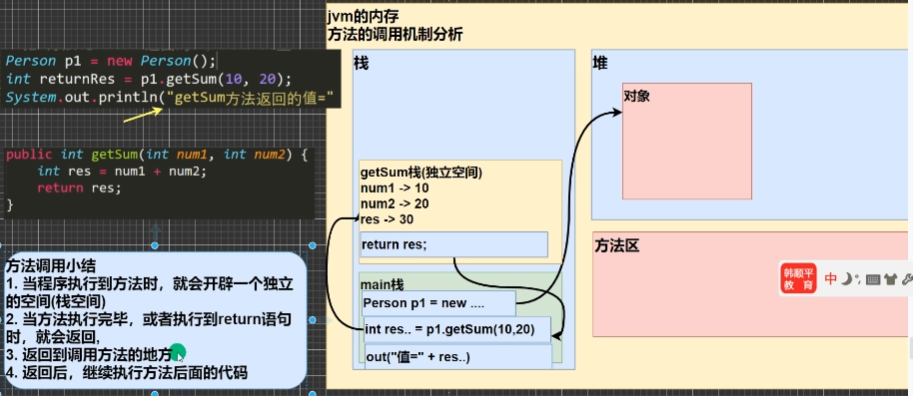 jvm的内存
方法的调用机制分析
Person p1 = new Person();
int returnRes = p1.getSum(10, 20);
System.out.println("getSum方法返回的值="
public int getSum(int num1, int num2) {
int res = num1 + num2;
return res;
}
方法调用小结
1. 当程序执行到方法时，就会开辟一个独立
的空间(栈空间)
2. 当方法执行完毕，或者执行到return语句
时，就会返回,
3. 返回到调用方法的地方
4. 返回后，继续执行方法后面的代码
栈
getSum栈(独立空间)
num1 -> 10
num2 -> 20
res -> 30
return res;
main栈
Person p1 = new ....
int res.. = p1.getSum(10,20)
out("值=" + res..)
堆
对象
方法区
韩顺平
教育
中